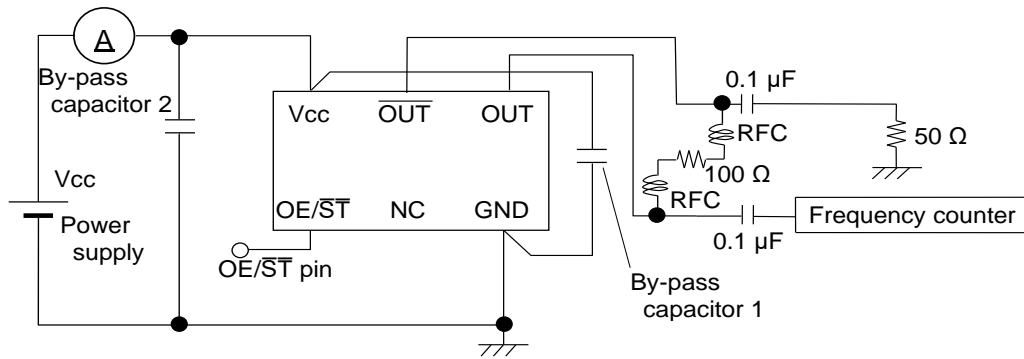 A
By-pass
capacitor 2
Vcc
Power
supply
Vcc
OUT
OUT
OE/ST
NC
GND
OE/ST pin
0.1 µF
RFC
100 Ω
RFC
50 Ω
0.1 µF
Frequency counter
By-pass
capacitor 1